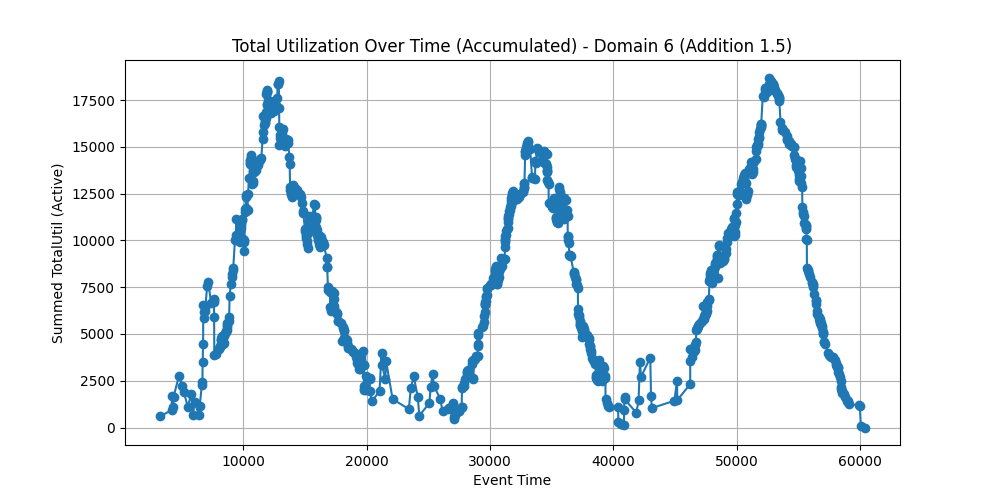 Total Utilization Over Time (Accumulated) - Domain 6 (Addition 1.5)
Summed TotalUtil (Active)
17500
15000
12500
10000
7500
5000
2500
0
10000 20000 30000 40000 50000 60000
Event Time